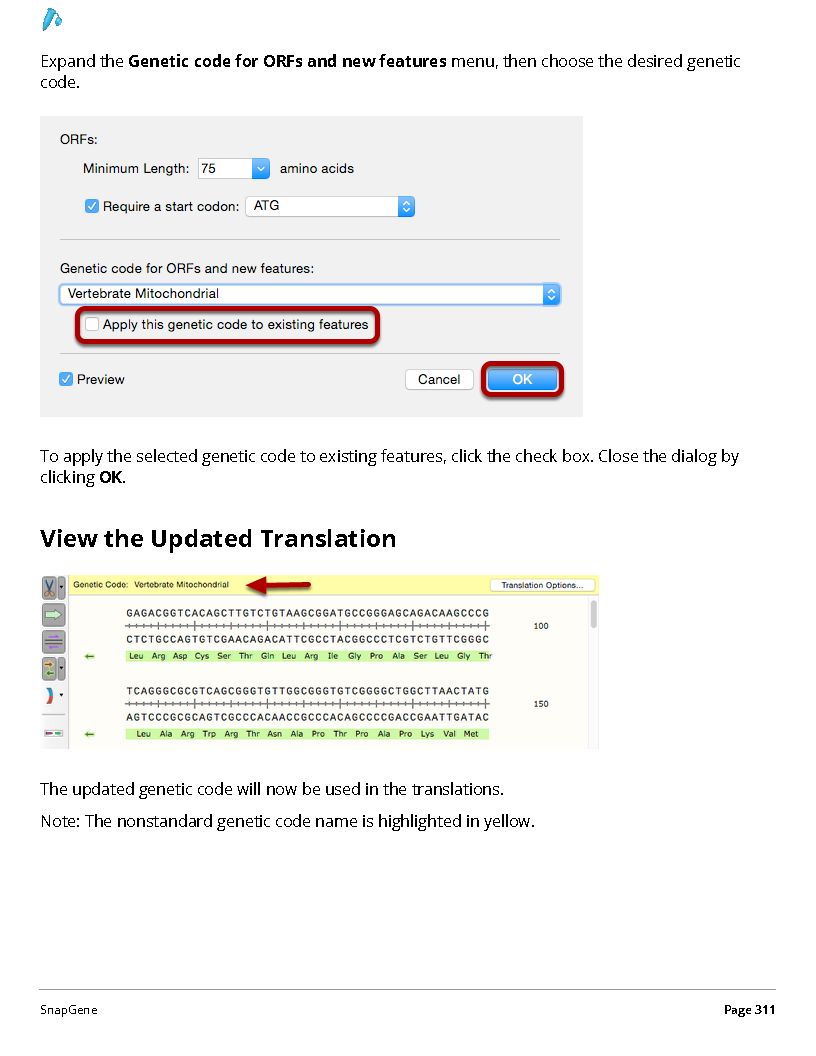 Expand the Genetic code for ORFs and new features menu, then choose the desired genetic
code.
ORFs:
Minimum Length: 75 amino acids
Require a start codon: ATG
Genetic code for ORFs and new features:
Vertebrate Mitochondrial
Apply this genetic code to existing features
Preview Cancel OK
To apply the selected genetic code to existing features, click the check box. Close the dialog by
clicking OK.
View the Updated Translation
Genetic Code: Vertebrate Mitochondrial Translation Options...
GAGACGGTCACAGCTTGTCTGTAAGCGGATGCCGGGAGCAGACAAGCCCG
100
CTCTGCCAGTGTCGAACAGACATTCGCCTACGGCCCTCGTCTGTTCGGGC
Leu Arg Asp Cys Ser Thr Gln Leu Arg Ile Gly Pro Ala Ser Leu Gly Thr
TCAGGGCGCGTCAGCGGGTGTTGGCGGGTGTCGGGGCTGGCTTAACTATG
150
AGTCCCGCGCAGTCGCCCACAACCGCCCACAGCCCCGACCGAATTGATAC
Leu Ala Arg Trp Arg Thr Asn Ala Pro Thr Pro Ala Pro Lys Val Met
The updated genetic code will now be used in the translations.
Note: The nonstandard genetic code name is highlighted in yellow.
SnapGene Page 311